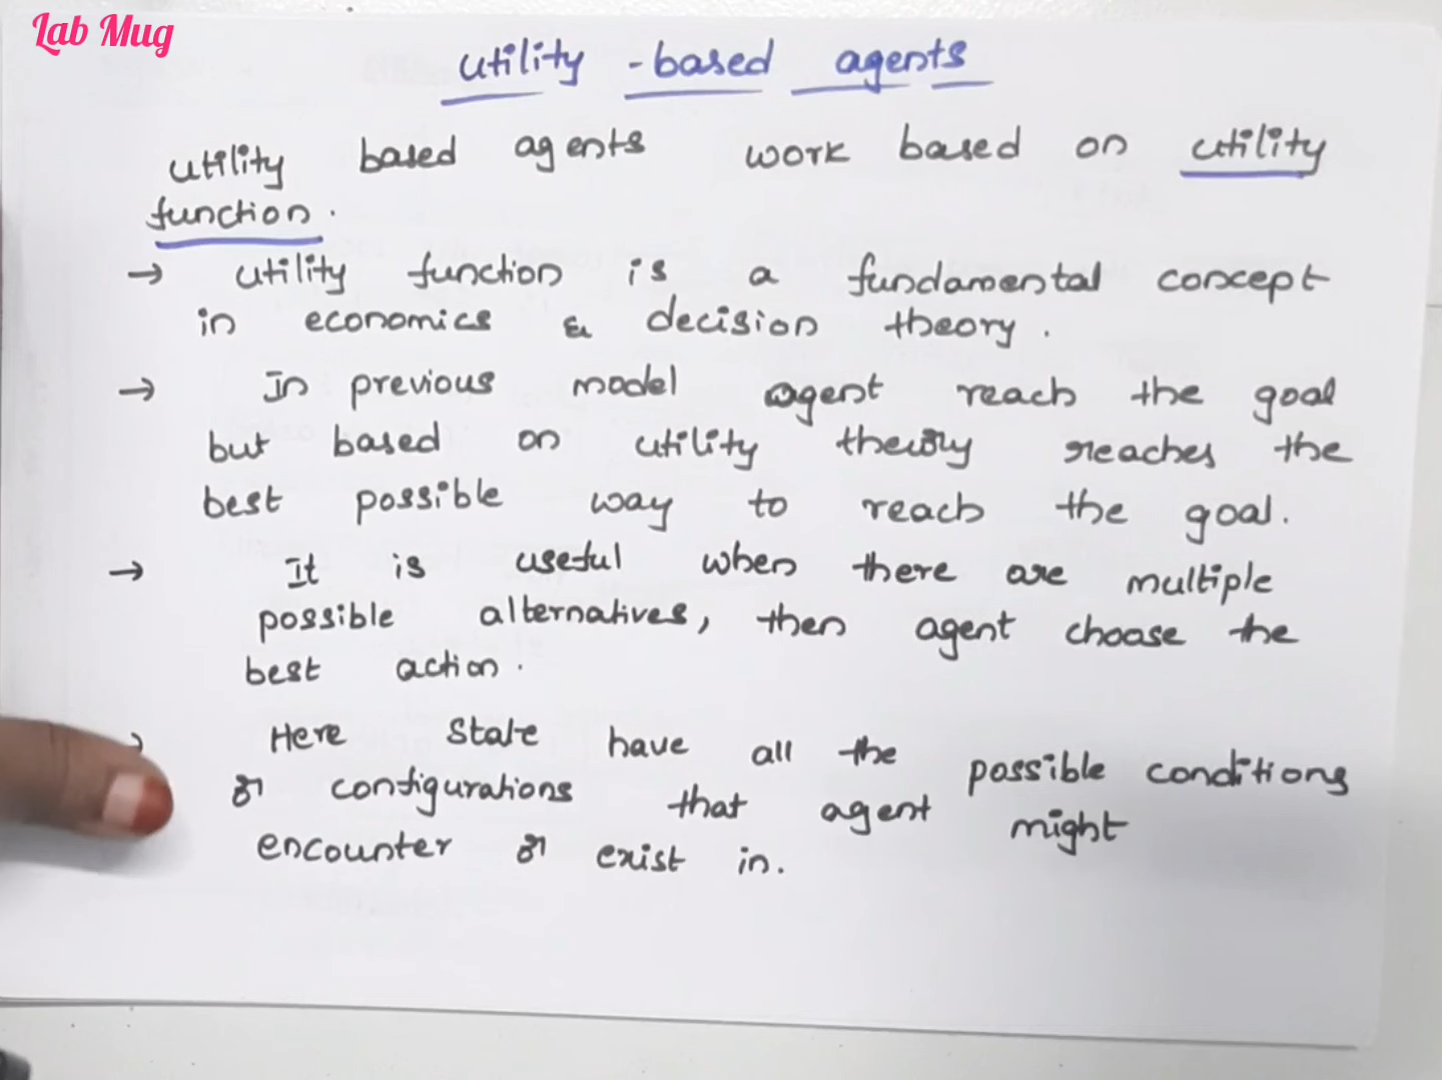 Lab Mug
utility - based agents
utility based agents work based on utility
function.
→ utility function is a fundamental concept
in economics & decision theory.
→ In previous model agent reach the goal
but based on utility theory reaches the
best possible way to reach the goal.
→ It is useful when there are multiple
possible alternatives, then agent choose the
best action.
Here State have all the possible conditions
or configurations that agent might
encounter or exist in.